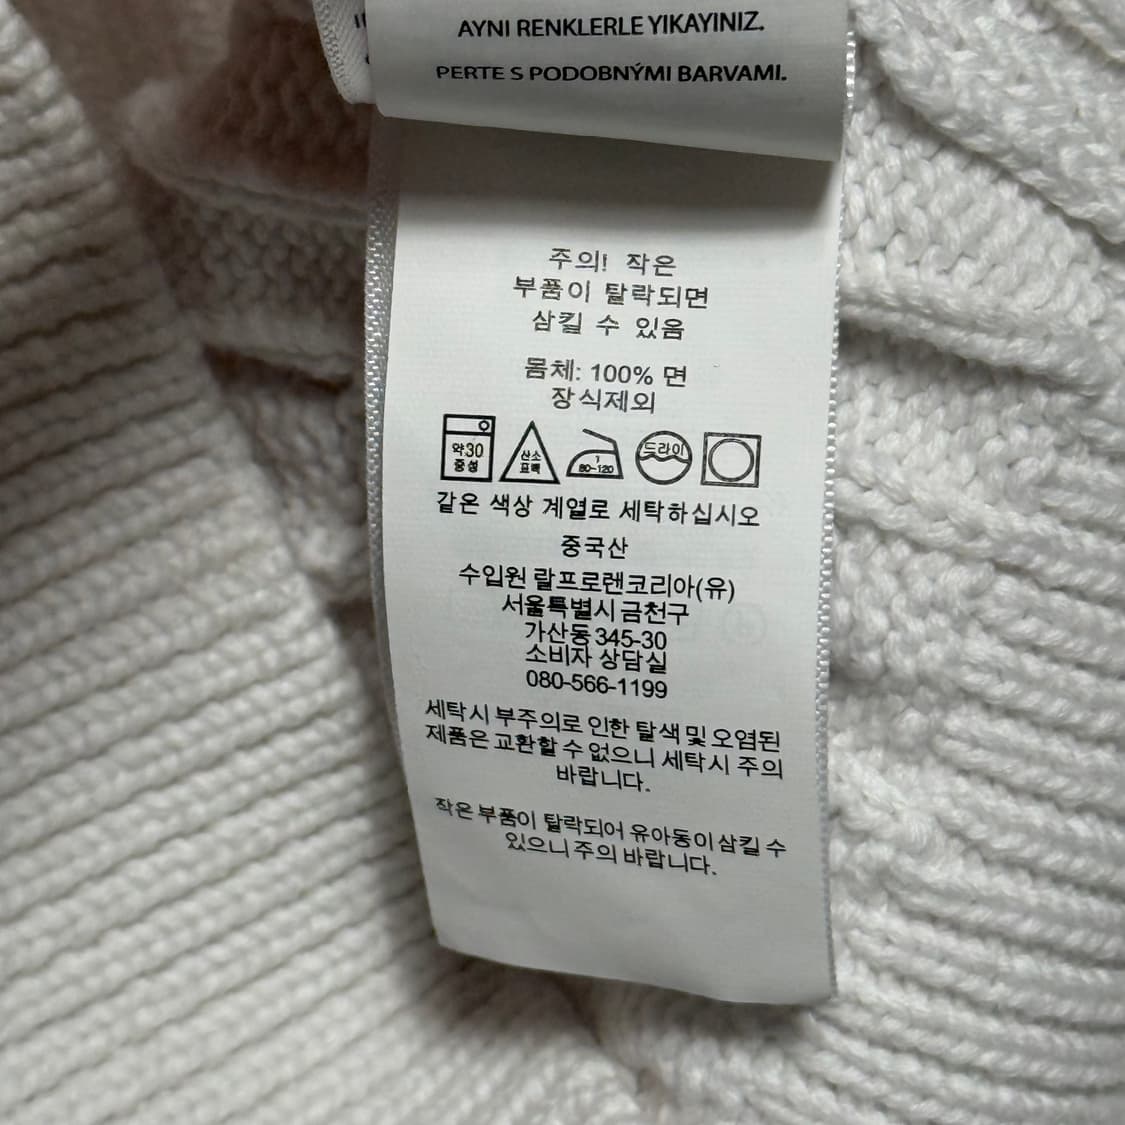 AYNI RENKLERLE YIKAYINIZ.
PERTE S PODOBNÝMI BARVAMI.
주의! 작은
부품이 탈락되면
삼킬 수 있음
몸체: 100% 면
장식제외
약30
중성
산소
표백
1
80~120
드라이
같은 색상 계열로 세탁하십시오
중국산
수입원 랄프로렌코리아(유)
서울특별시 금천구
가산동 345-30
소비자 상담실
080-566-1199
세탁시 부주의로 인한 탈색 및 오염된
제품은 교환할 수 없으니 세탁시 주의
바랍니다.
작은 부품이 탈락되어 유아동이 삼킬 수
있으니 주의 바랍니다.